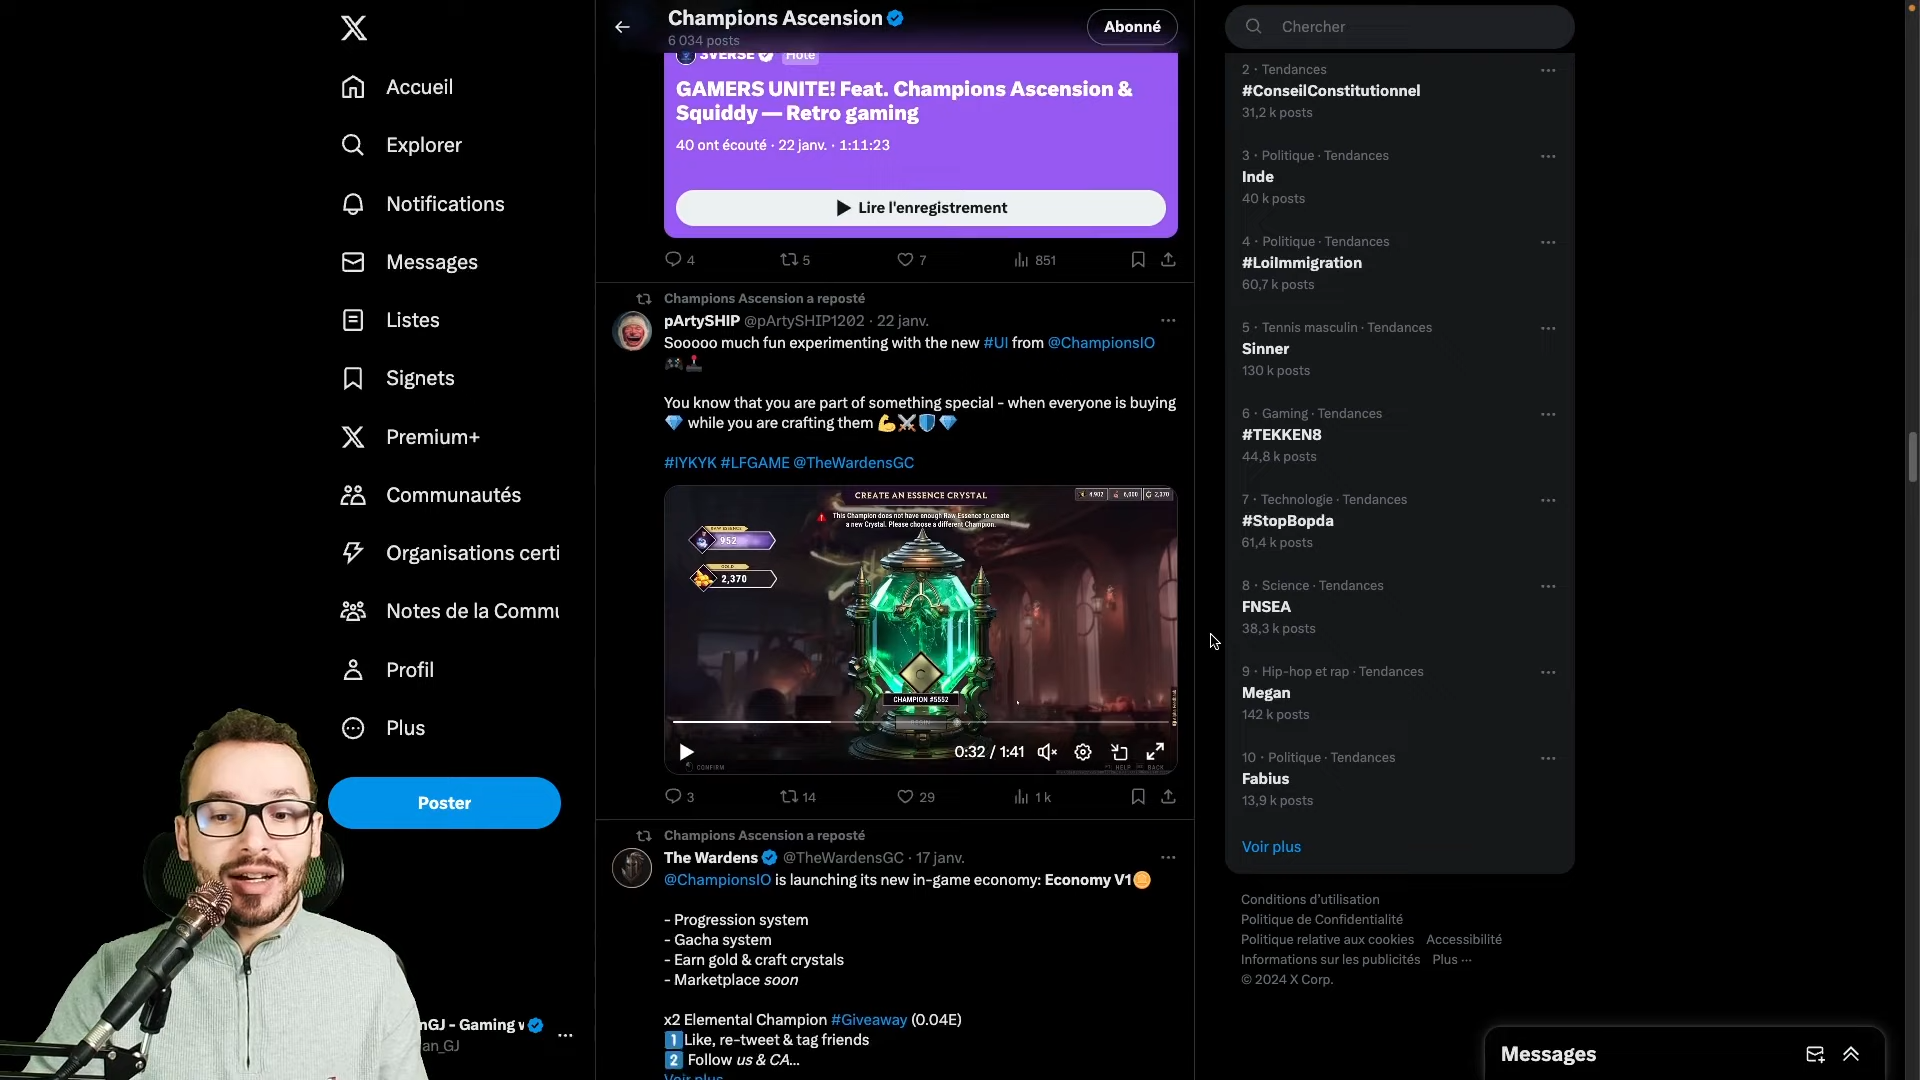 Accueil
Explorer
Notifications
Messages
Listes
Signets
Premium+
Communautés
Organisations certi
Notes de la Commu
Profil
Plus
Poster
nGJ - Gaming
an_GJ
Champions Ascension
6 034 posts
Abonné
3VERSE Hôte
GAMERS UNITE! Feat. Champions Ascension &
Squiddy — Retro gaming
40 ont écouté · 22 janv. · 1:11:23
Lire l'enregistrement
4 5 7 851
Champions Ascension a reposté
pArtySHIP @pArtySHIP1202 · 22 janv.
Sooooo much fun experimenting with the new #UI from @ChampionsIO
🎮🕹️
You know that you are part of something special - when everyone is buying
💎 while you are crafting them 💪⚔️🛡️💎
#IYKYK #LFGAME @TheWardensGC
CREATE AN ESSENCE CRYSTAL
4,902 6,000 2,370
This Champion does not have enough Raw Essence to create
a new Crystal. Please choose a different Champion.
RAW ESSENCE
952
GOLD
2,370
CHAMPION #5552
0:32 / 1:41
CONFIRM
HELP BACK
3 14 29 1 k
Champions Ascension a reposté
The Wardens @TheWardensGC · 17 janv.
@ChampionsIO is launching its new in-game economy: Economy V1🪙
- Progression system
- Gacha system
- Earn gold & craft crystals
- Marketplace soon
x2 Elemental Champion #Giveaway (0.04E)
1️⃣Like, re-tweet & tag friends
2️⃣ Follow us & CA...
Voir plus
Chercher
2 · Tendances
#ConseilConstitutionnel
31,2 k posts
3 · Politique · Tendances
Inde
40 k posts
4 · Politique · Tendances
#LoiImmigration
60,7 k posts
5 · Tennis masculin · Tendances
Sinner
130 k posts
6 · Gaming · Tendances
#TEKKEN8
44,8 k posts
7 · Technologie · Tendances
#StopBopda
61,4 k posts
8 · Science · Tendances
FNSEA
38,3 k posts
9 · Hip-hop et rap · Tendances
Megan
142 k posts
10 · Politique · Tendances
Fabius
13,9 k posts
Voir plus
Conditions d'utilisation
Politique de Confidentialité
Politique relative aux cookies Accessibilité
Informations sur les publicités Plus ···
© 2024 X Corp.
Messages